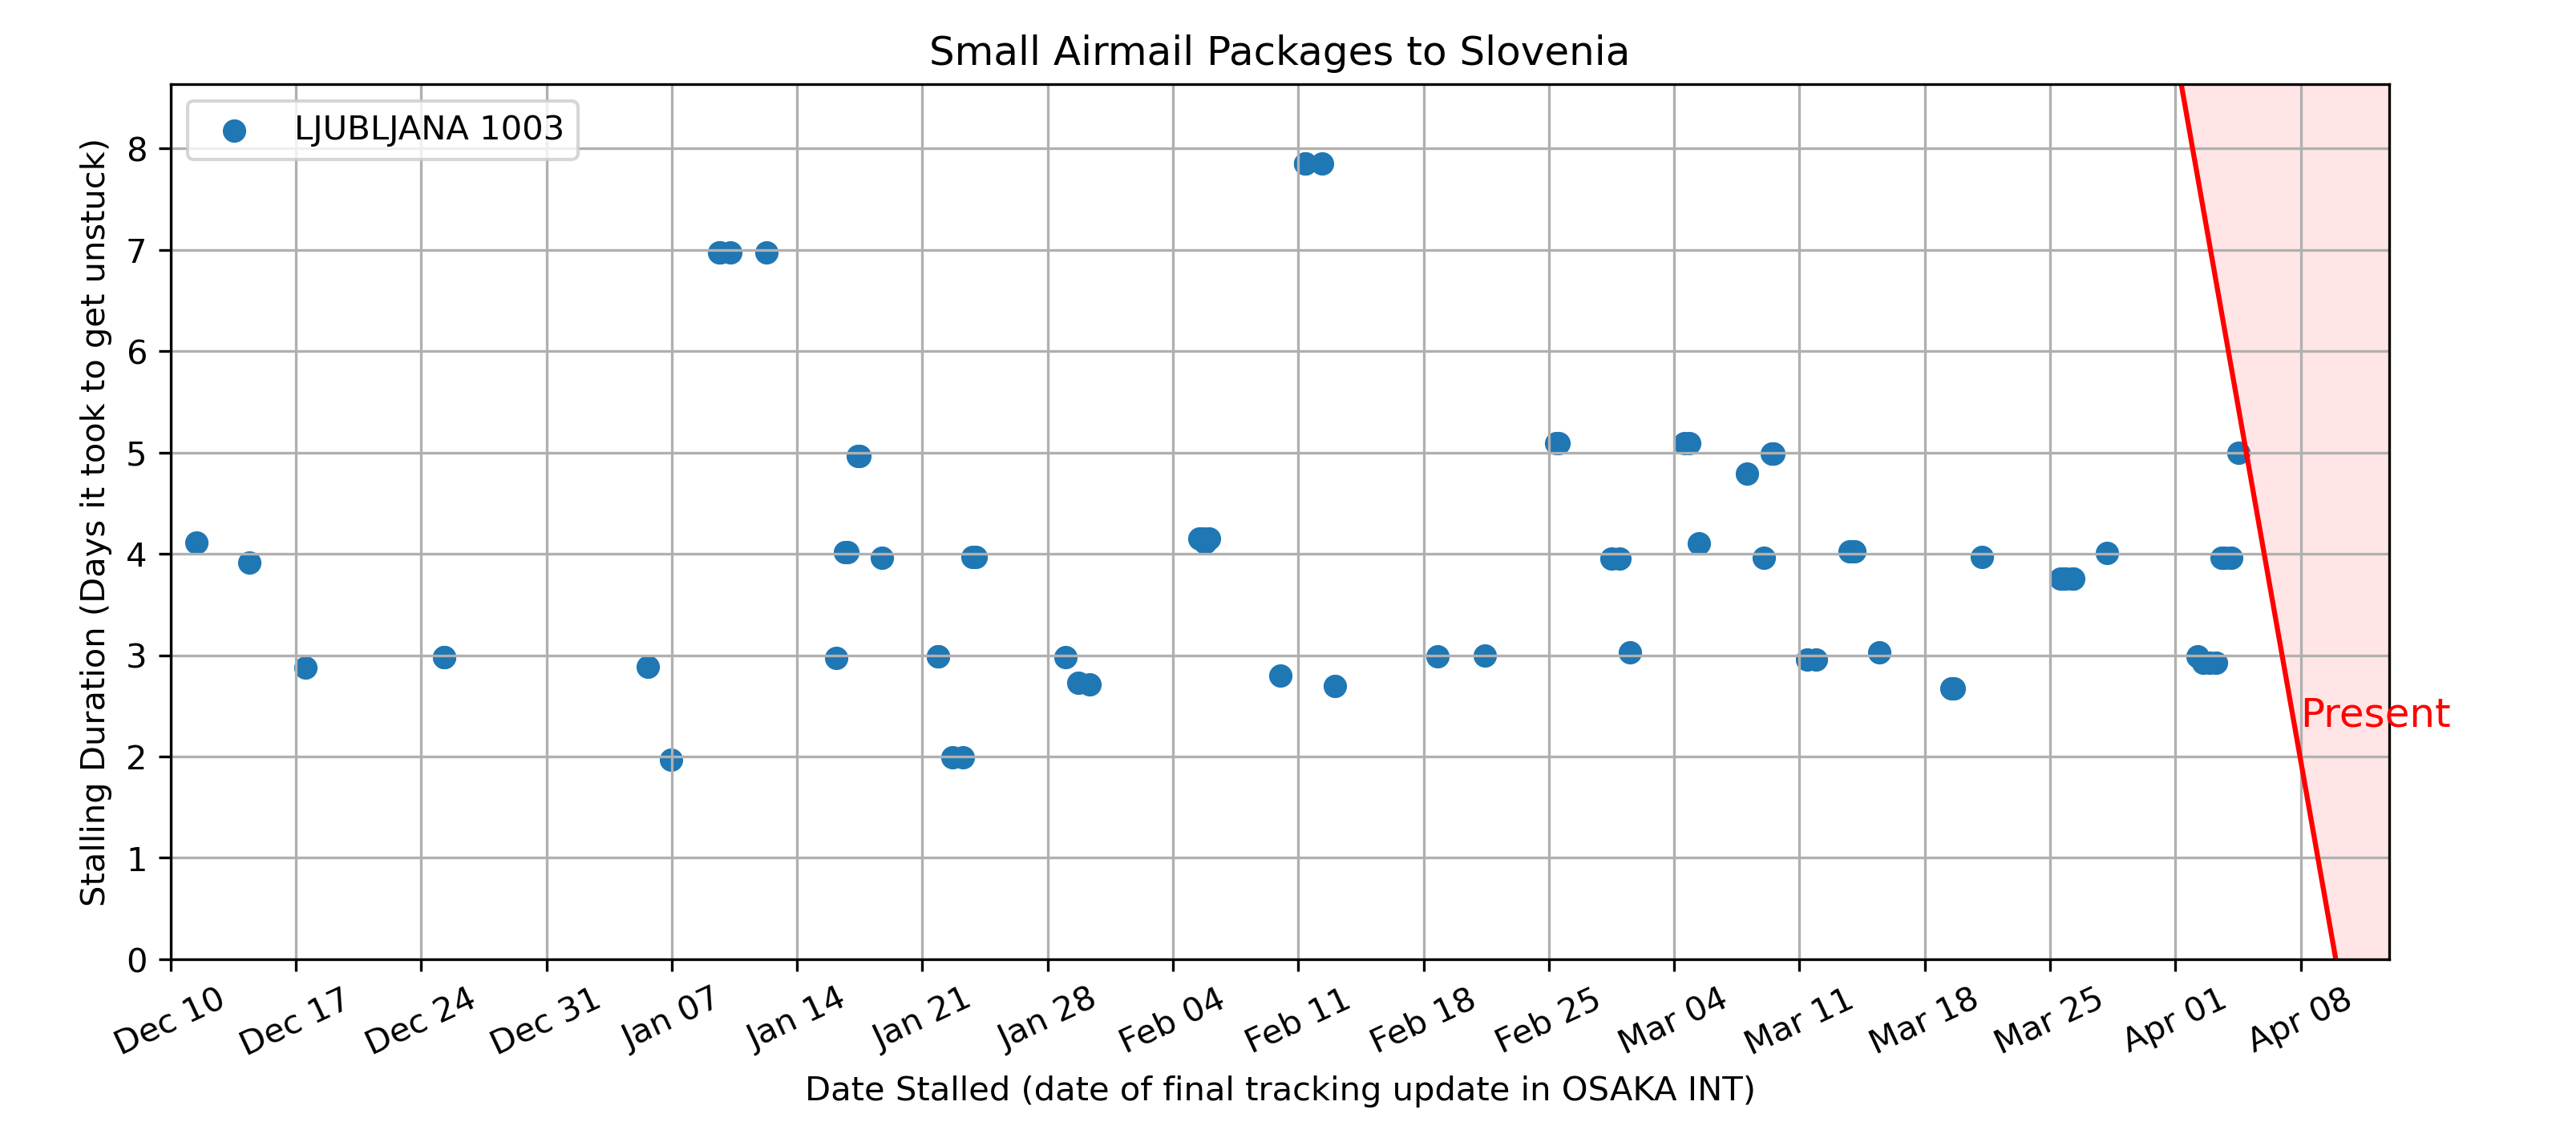 Small Airmail Packages to Slovenia
LJUBLJANA 1003
Stalling Duration (Days it took to get unstuck)
8
7
6
5
4
3
2
1
0
Present
Dec 10
Dec 17
Dec 24
Dec 31
Jan 07
Jan 14
Jan 21
Jan 28
Feb 04
Feb 11
Feb 18
Feb 25
Mar 04
Mar 11
Mar 18
Mar 25
Apr 01
Apr 08
Date Stalled (date of final tracking update in OSAKA INT)